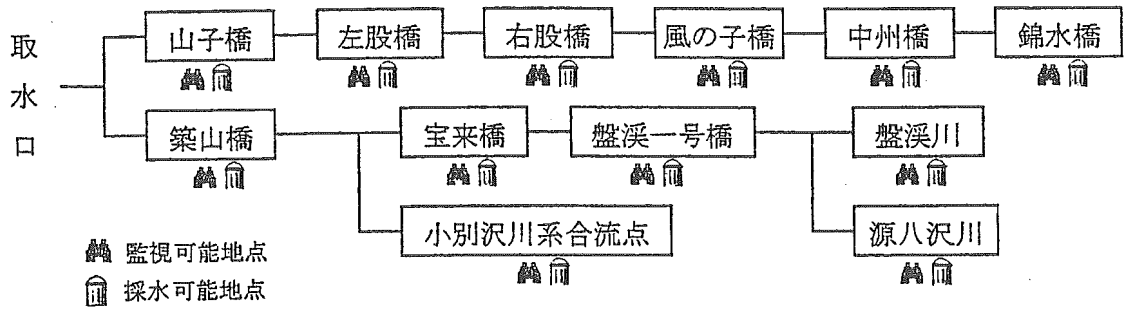 取水口
山子橋 左股橋 右股橋 風の子橋 中州橋 錦水橋
築山橋 宝来橋 盤渓一号橋 盤渓川
小別沢川系合流点 源八沢川
監視可能地点
採水可能地点